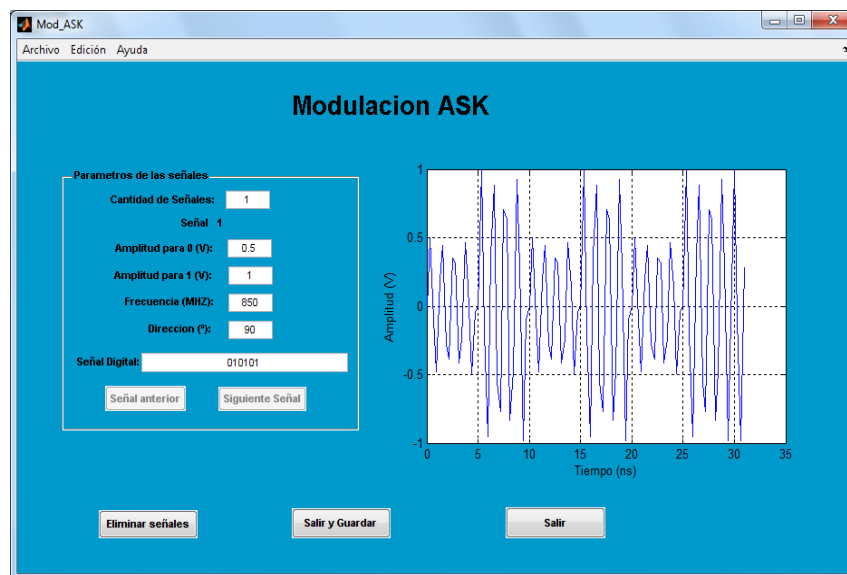 Mod_ASK
Archivo Edición Ayuda
Modulacion ASK
Parametros de las señales
Cantidad de Señales: 1
Señal 1
Amplitud para 0 (V): 0.5
Amplitud para 1 (V): 1
Frecuencia (MHZ): 850
Direccion (º): 90
Señal Digital: 010101
Señal anterior Siguiente Señal
1
0.5
0
-0.5
-1
Amplitud (V)
0 5 10 15 20 25 30 35
Tiempo (ns)
Eliminar señales Salir y Guardar Salir